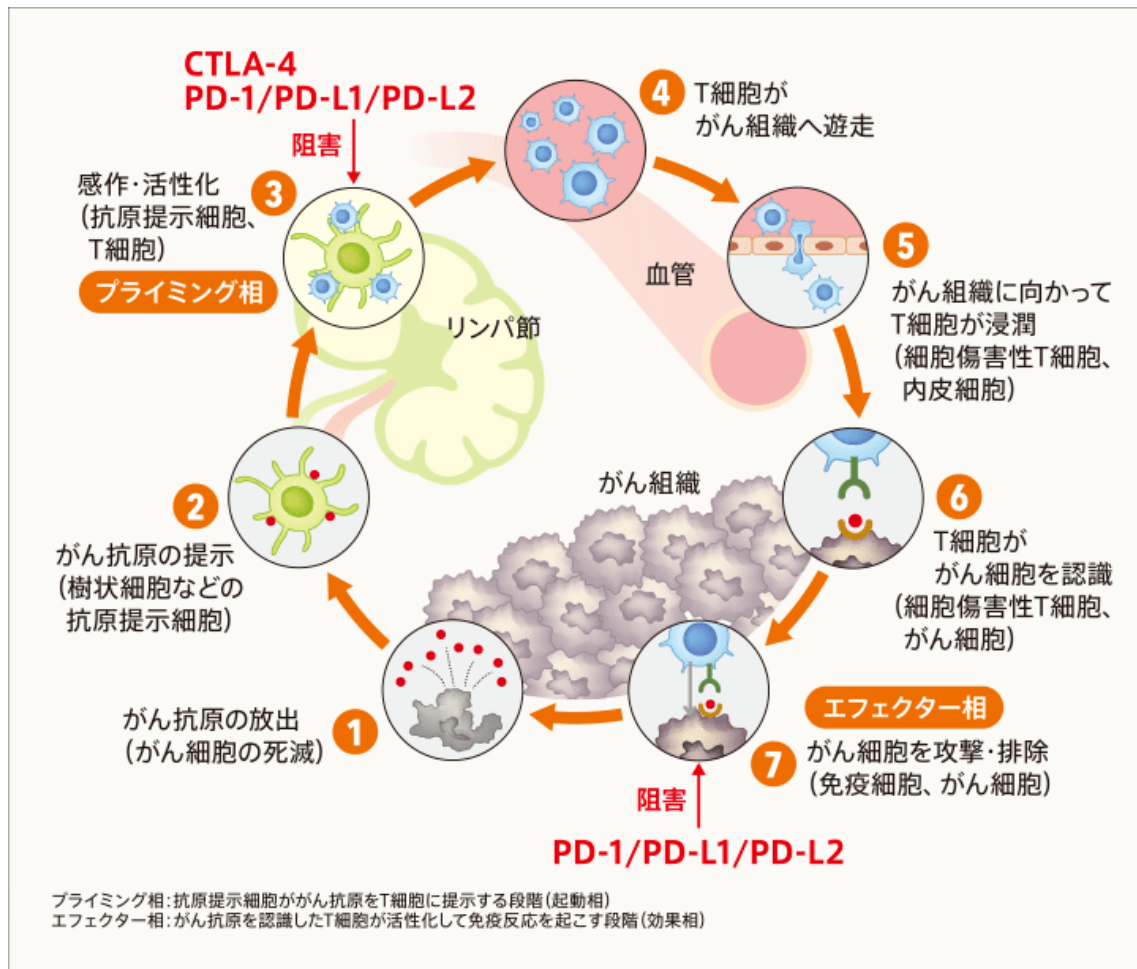 CTLA-4
PD-1/PD-L1/PD-L2
阻害
3
感作・活性化
(抗原提示細胞、
T細胞)
プライミング相
4
T細胞が
がん組織へ遊走
5
がん組織に向かって
T細胞が浸潤
(細胞傷害性T細胞、
内皮細胞)
血管
リンパ節
2
がん抗原の提示
(樹状細胞などの
抗原提示細胞)
がん組織
6
T細胞が
がん細胞を認識
(細胞傷害性T細胞、
がん細胞)
1
がん抗原の放出
(がん細胞の死滅)
エフェクター相
7
がん細胞を攻撃・排除
(免疫細胞、がん細胞)
阻害
PD-1/PD-L1/PD-L2
プライミング相:抗原提示細胞ががん抗原をT細胞に提示する段階(起動相)
エフェクター相:がん抗原を認識したT細胞が活性化して免疫反応を起こす段階(効果相)